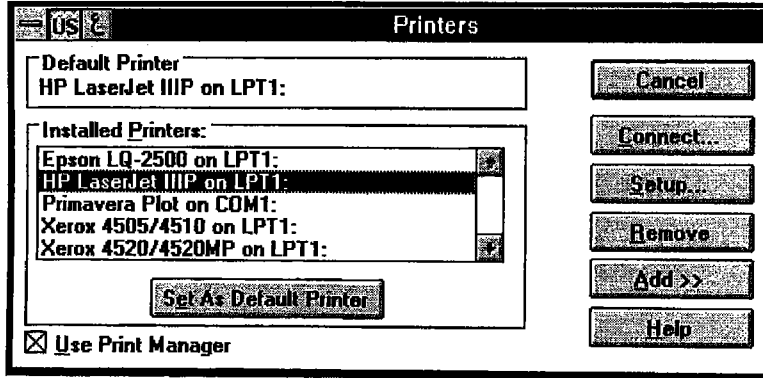 US Printers
Default Printer
HP LaserJet IIIP on LPT1:
Cancel
Installed Printers:
Connect...
Epson LQ-2500 on LPT1:
HP LaserJet IIIP on LPT1:
Setup...
Primavera Plot on COM1:
Xerox 4505/4510 on LPT1:
Remove
Xerox 4520/4520MP on LPT1:
Add >>
Set As Default Printer
Help
Use Print Manager